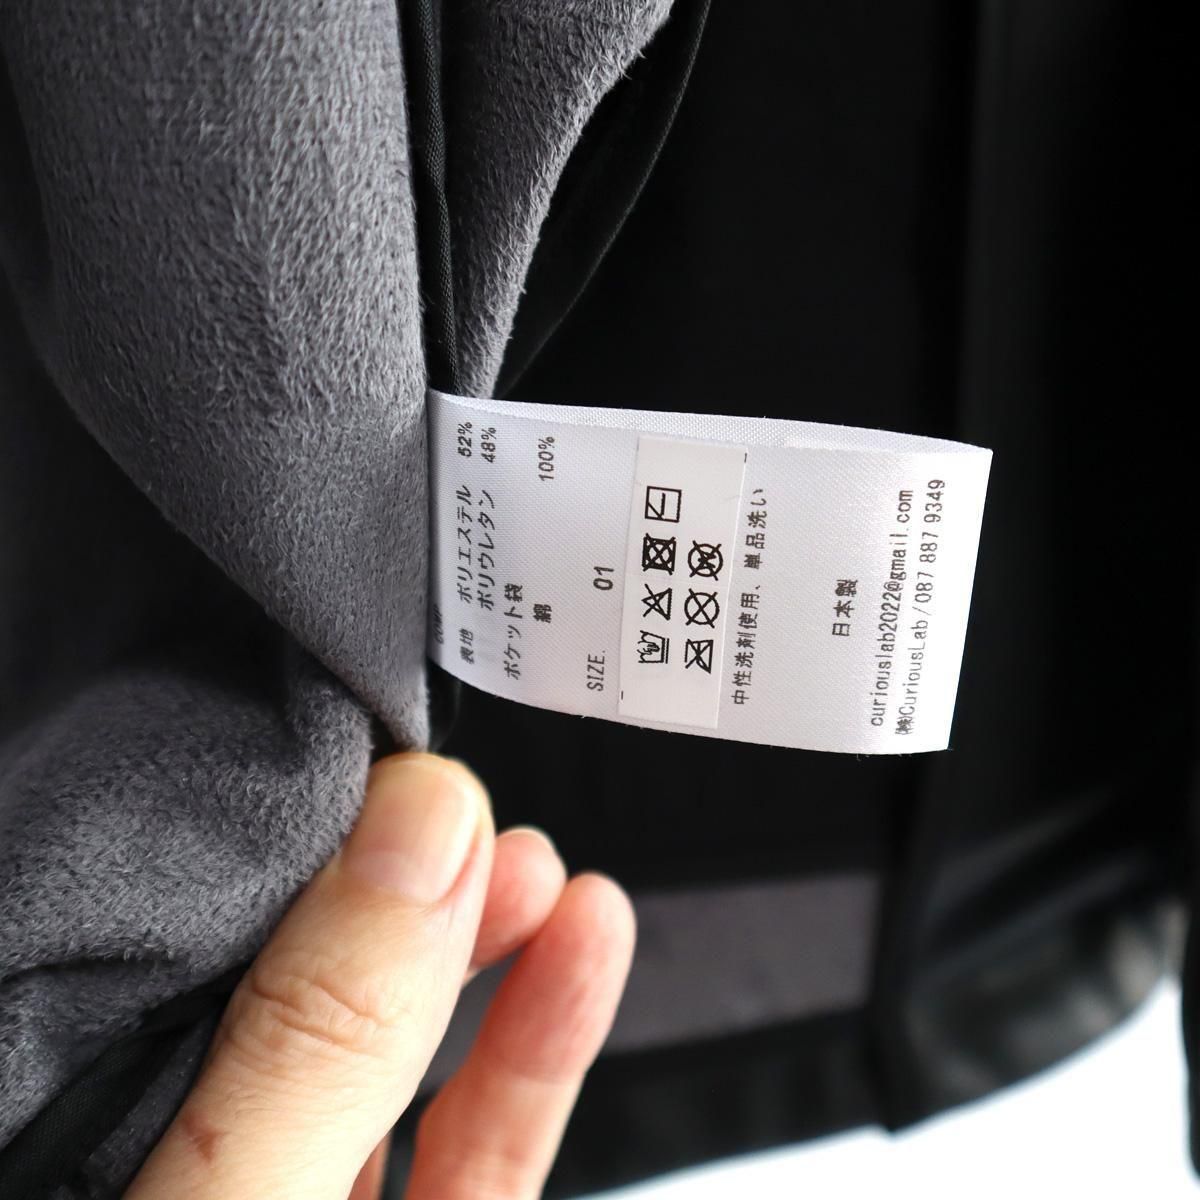 表地 ポリエステル 52%
ポリウレタン 48%
ポケット袋
綿 100%
SIZE. 01
中性洗剤使用、単品洗い
日本製
curiouslab2022@gmail.com
㈱CuriousLab/087 887 9349